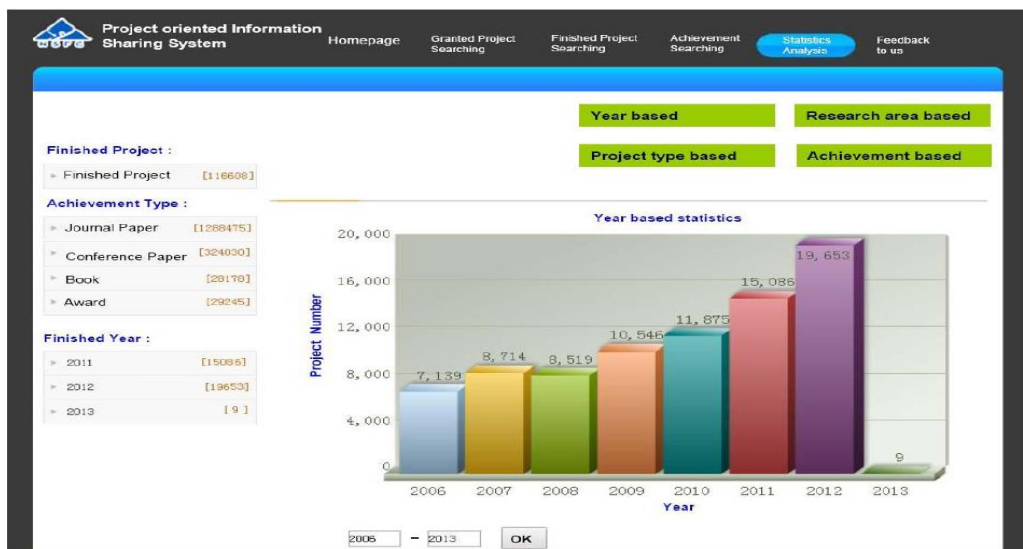 NSFC
Project oriented Information
Sharing System
Homepage
Granted Project
Searching
Finished Project
Searching
Achievement
Searching
Statistics
Analysis
Feedback
to us
Year based
Research area based
Project type based
Achievement based
Finished Project :
Finished Project [116608]
Achievement Type :
Journal Paper [1288475]
Conference Paper [324030]
Book [28178]
Award [29245]
Finished Year :
2011 [15086]
2012 [19653]
2013 [ 9 ]
Year based statistics
Project Number
20,000
16,000
12,000
8,000
4,000
0
7,139
8,714
8,519
10,546
11,875
15,086
19,653
9
2006 2007 2008 2009 2010 2011 2012 2013
Year
2006 – 2013 OK